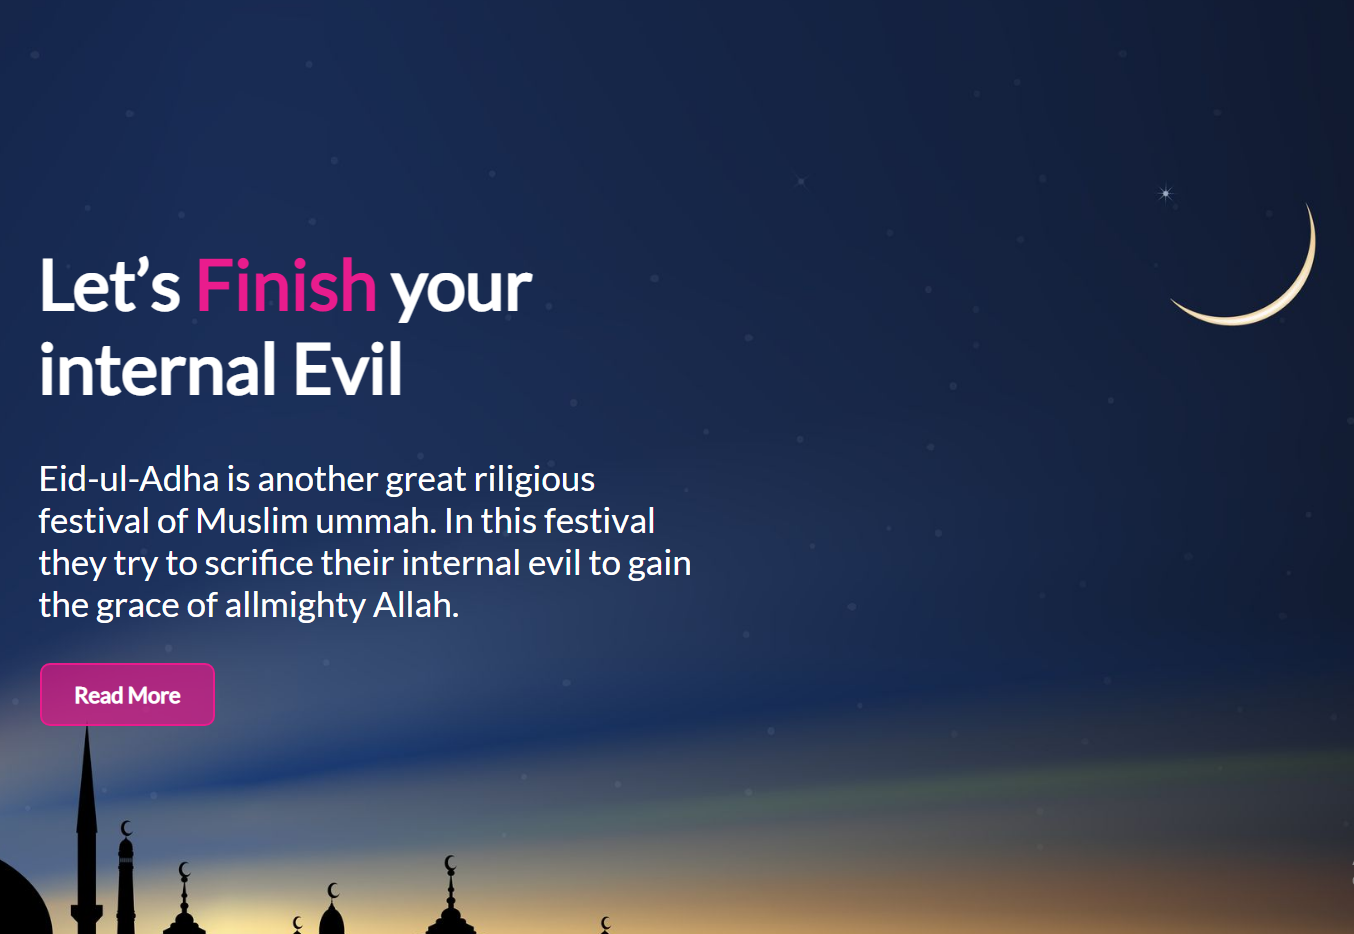 Let’s Finish your
internal Evil
Eid-ul-Adha is another great riligious
festival of Muslim ummah. In this festival
they try to scrifice their internal evil to gain
the grace of allmighty Allah.
Read More